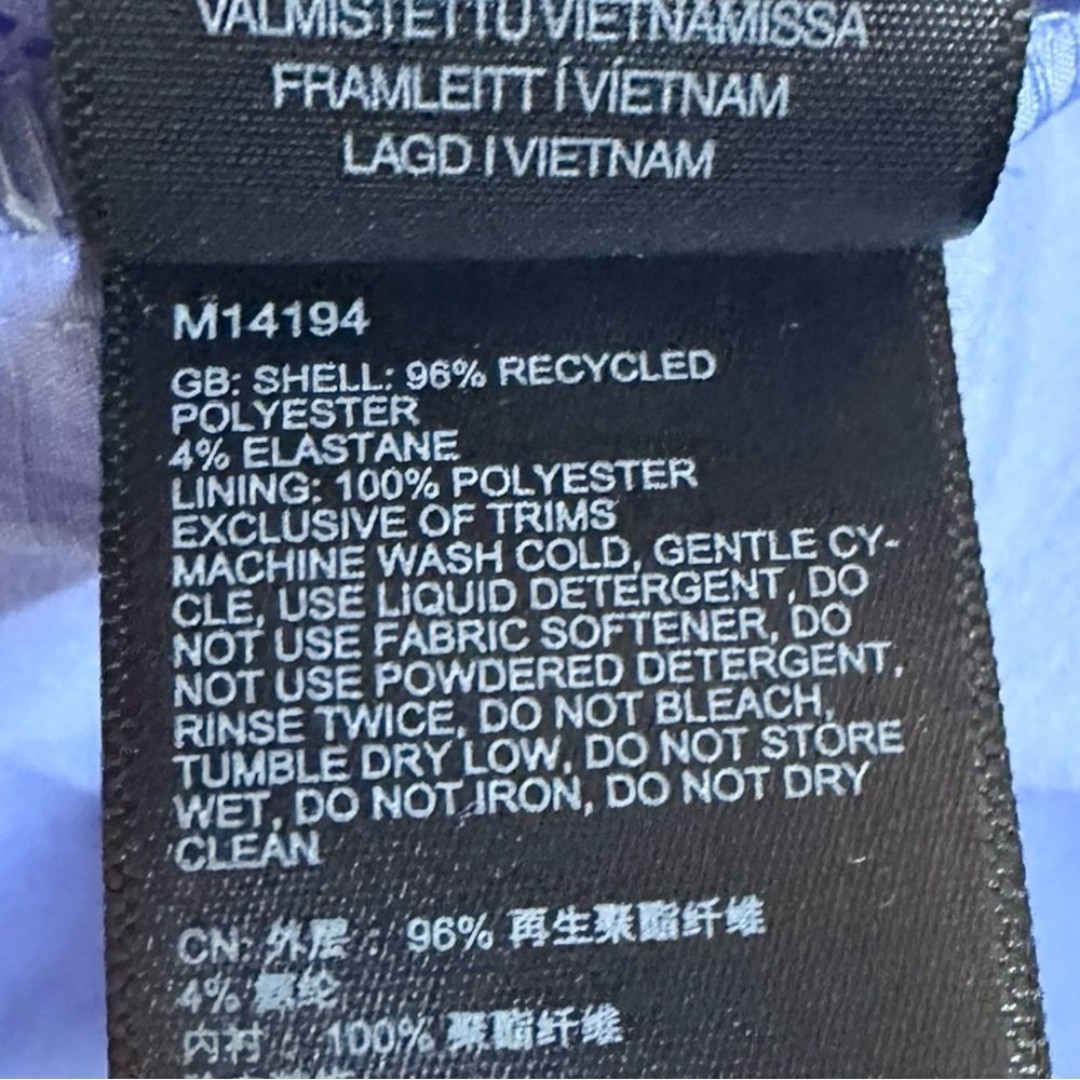 VALMISTETTU VIETNAMISSA
FRAMLEITT Í VÍETNAM
LAGD I VIETNAM
M14194
GB: SHELL: 96% RECYCLED
POLYESTER
4% ELASTANE
LINING: 100% POLYESTER
EXCLUSIVE OF TRIMS
MACHINE WASH COLD, GENTLE CY-
CLE, USE LIQUID DETERGENT, DO
NOT USE FABRIC SOFTENER, DO
NOT USE POWDERED DETERGENT,
RINSE TWICE, DO NOT BLEACH,
TUMBLE DRY LOW, DO NOT STORE
WET, DO NOT IRON, DO NOT DRY
CLEAN
CN: 外层: 96% 再生聚酯纤维
4% 氨纶
内衬: 100% 聚酯纤维